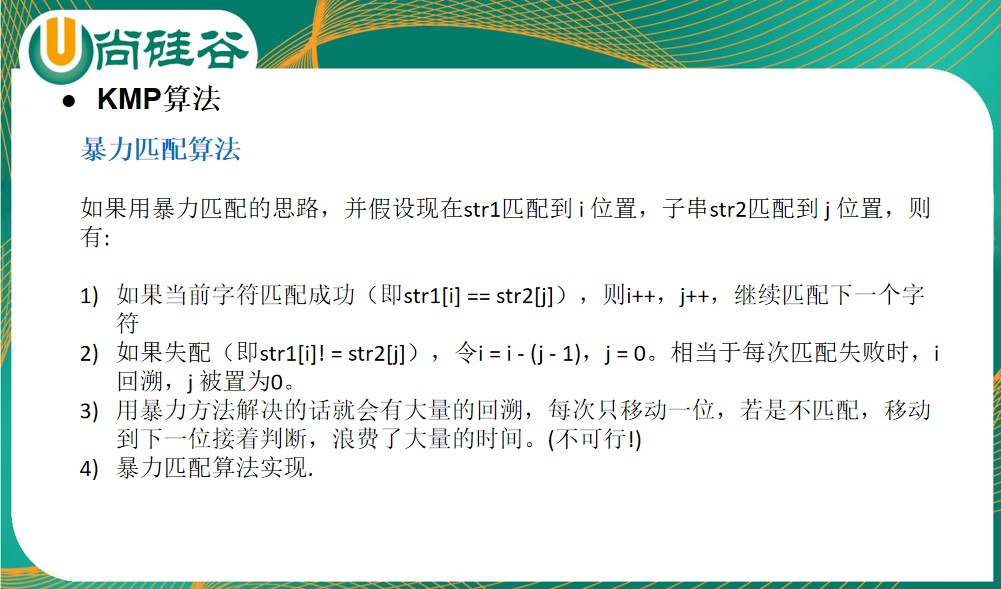 尚硅谷
● KMP算法
暴力匹配算法
如果用暴力匹配的思路，并假设现在str1匹配到 i 位置，子串str2匹配到 j 位置，则
有:
1) 如果当前字符匹配成功（即str1[i] == str2[j]），则i++，j++，继续匹配下一个字
符
2) 如果失配（即str1[i]! = str2[j]），令i = i - (j - 1)，j = 0。相当于每次匹配失败时，i
回溯，j 被置为0。
3) 用暴力方法解决的话就会有大量的回溯，每次只移动一位，若是不匹配，移动
到下一位接着判断，浪费了大量的时间。(不可行!)
4) 暴力匹配算法实现.